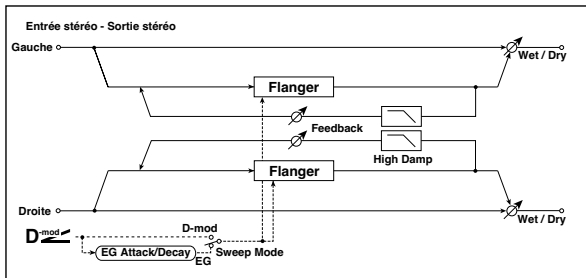 Entrée stéréo - Sortie stéréo
Gauche
Wet / Dry
Flanger
Feedback
High Damp
Flanger
Droite
Wet / Dry
D-mod
D-mod
EG Attack/Decay
EG
Sweep Mode